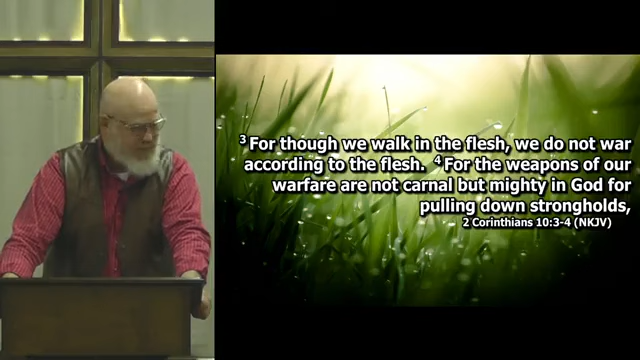 3 For though we walk in the flesh, we do not war
according to the flesh. 4 For the weapons of our
warfare are not carnal but mighty in God for
pulling down strongholds,
2 Corinthians 10:3-4 (NKJV)